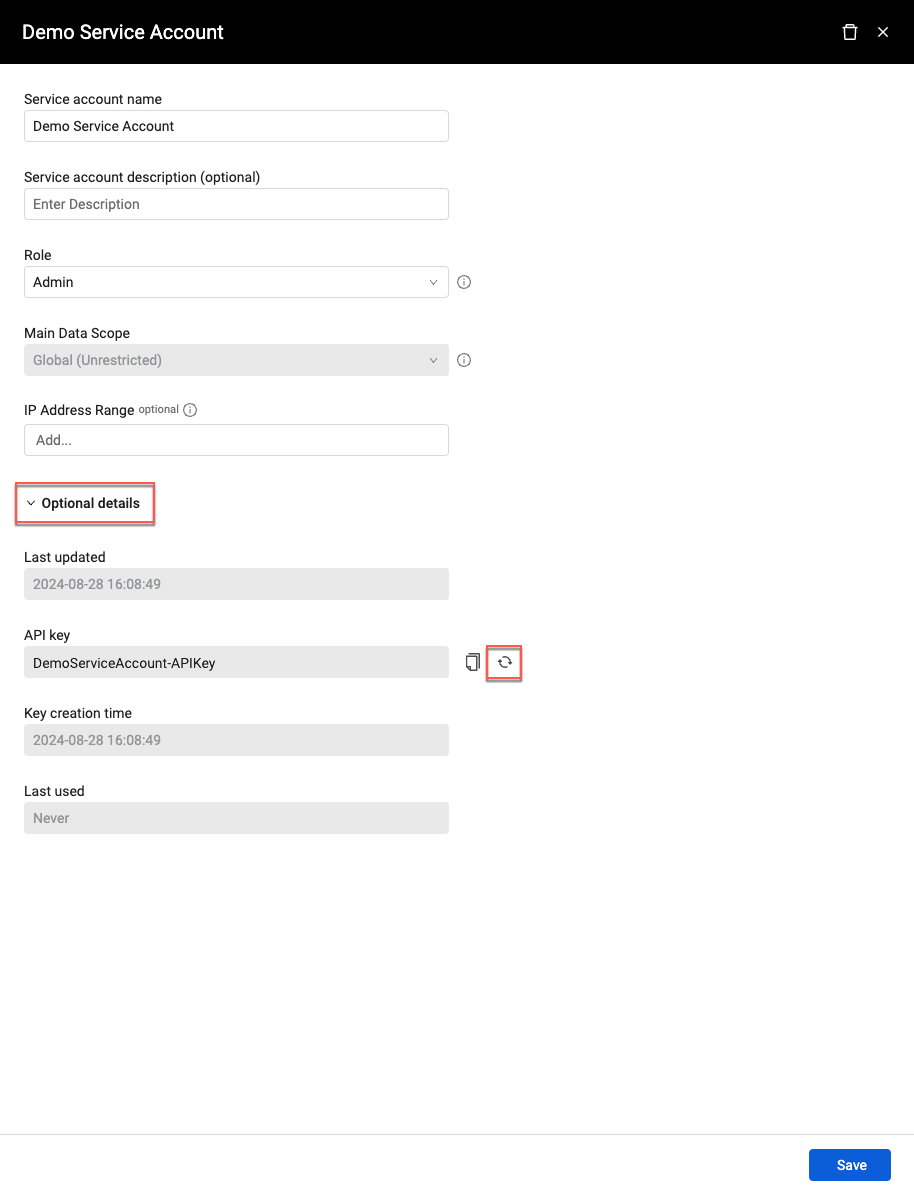 Demo Service Account
Service account name
Demo Service Account
Service account description (optional)
Enter Description
Role
Admin
Main Data Scope
Global (Unrestricted)
IP Address Range optional
Add...
Optional details
Last updated
2024-08-28 16:08:49
API key
DemoServiceAccount-APIKey
Key creation time
2024-08-28 16:08:49
Last used
Never
Save